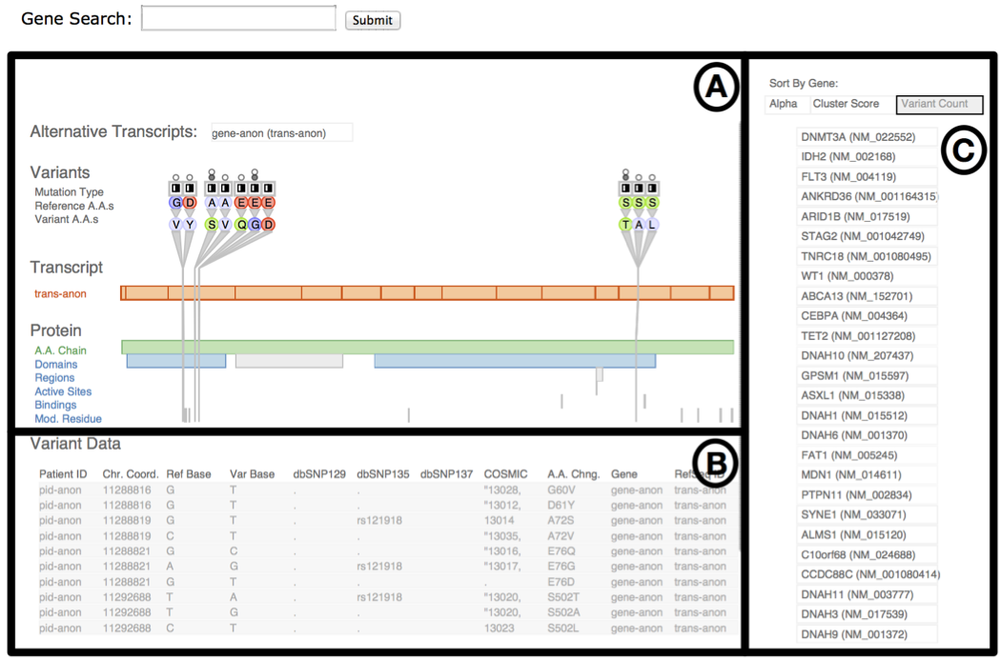 Gene Search: Submit
A
Alternative Transcripts: gene-anon (trans-anon)
Variants
Mutation Type
Reference A.A.s G D A A E E E S S S
Variant A.A.s V Y S V Q G D T A L
Transcript
trans-anon
Protein
A.A. Chain
Domains
Regions
Active Sites
Bindings
Mod. Residue
B
Variant Data
Patient ID Chr. Coord. Ref Base Var Base dbSNP129 dbSNP135 dbSNP137 COSMIC A.A. Chng. Gene RefSeq ID
pid-anon 11288816 G T . . "13028, G60V gene-anon trans-anon
pid-anon 11288816 G T . . "13012, D61Y gene-anon trans-anon
pid-anon 11288819 G T . rs121918 13014 A72S gene-anon trans-anon
pid-anon 11288819 C T . . "13035, A72V gene-anon trans-anon
pid-anon 11288821 G C . . "13016, E76Q gene-anon trans-anon
pid-anon 11288821 A G . rs121918 "13017, E76G gene-anon trans-anon
pid-anon 11288821 G T . . . E76D gene-anon trans-anon
pid-anon 11292688 T A . rs121918 "13020, S502T gene-anon trans-anon
pid-anon 11292688 T G . . "13020, S502A gene-anon trans-anon
pid-anon 11292688 C T . . 13023 S502L gene-anon trans-anon
Sort By Gene:
Alpha Cluster Score Variant Count
C
DNMT3A (NM_022552)
IDH2 (NM_002168)
FLT3 (NM_004119)
ANKRD36 (NM_001164315)
ARID1B (NM_017519)
STAG2 (NM_001042749)
TNRC18 (NM_001080495)
WT1 (NM_000378)
ABCA13 (NM_152701)
CEBPA (NM_004364)
TET2 (NM_001127208)
DNAH10 (NM_207437)
GPSM1 (NM_015597)
ASXL1 (NM_015338)
DNAH1 (NM_015512)
DNAH6 (NM_001370)
FAT1 (NM_005245)
MDN1 (NM_014611)
PTPN11 (NM_002834)
SYNE1 (NM_033071)
ALMS1 (NM_015120)
C10orf68 (NM_024688)
CCDC88C (NM_001080414)
DNAH11 (NM_003777)
DNAH3 (NM_017539)
DNAH9 (NM_001372)